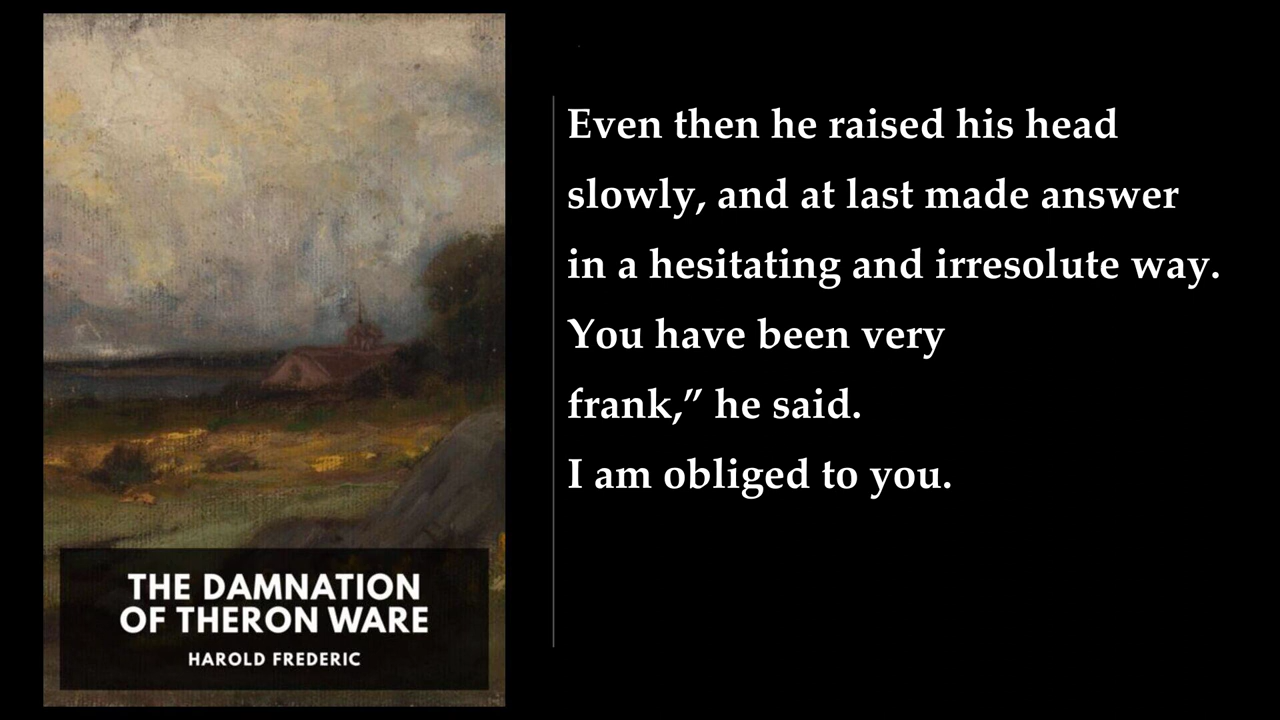 Even then he raised his head
slowly, and at last made answer
in a hesitating and irresolute way.
You have been very
frank,” he said.
I am obliged to you.
THE DAMNATION
OF THERON WARE
HAROLD FREDERIC